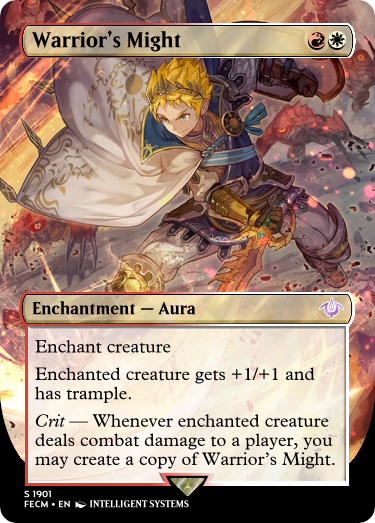 Warrior's Might
Enchantment — Aura
Enchant creature
Enchanted creature gets +1/+1 and
has trample.
Crit — Whenever enchanted creature
deals combat damage to a player, you
may create a copy of Warrior's Might.
S 1901
FECM • EN INTELLIGENT SYSTEMS